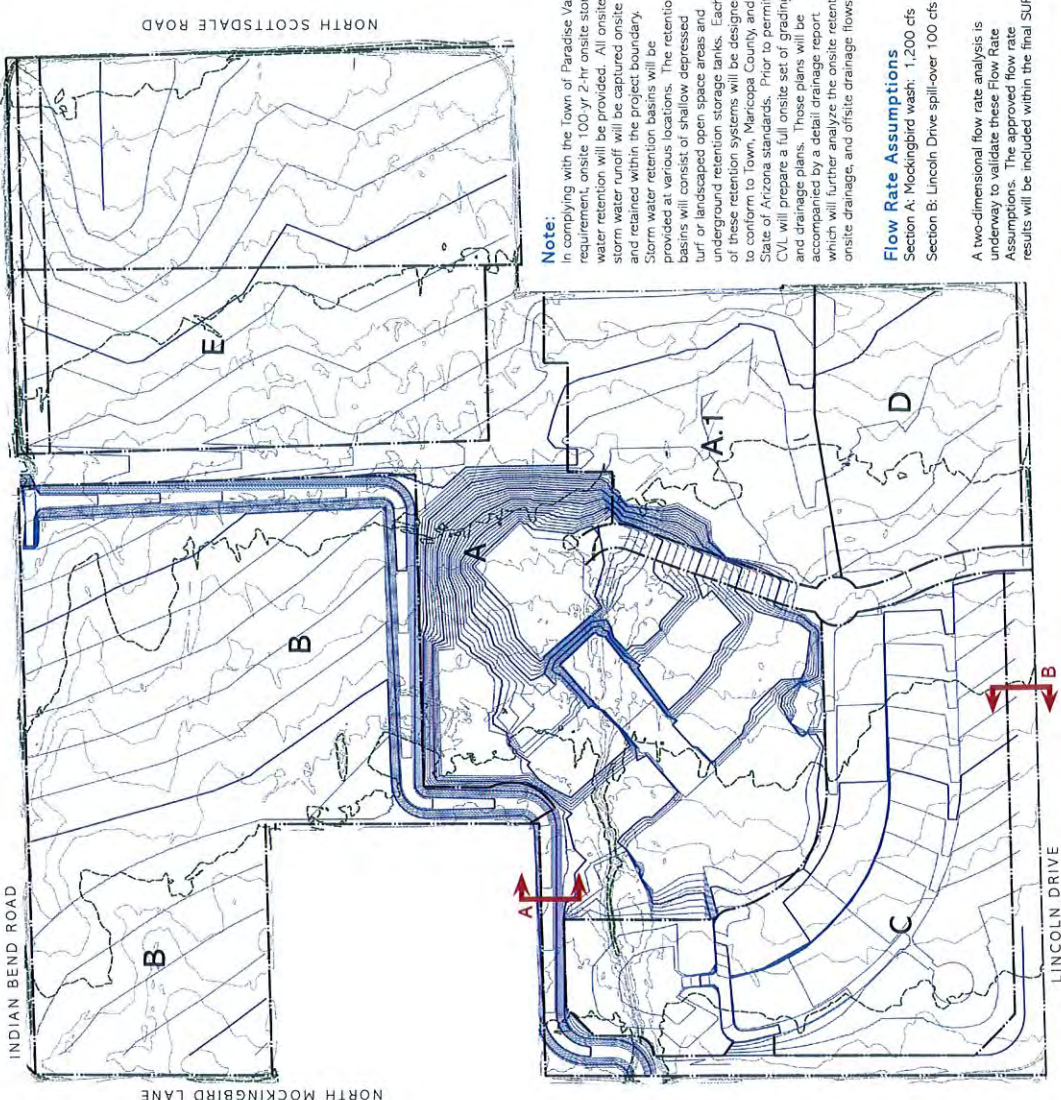 INDIAN BEND ROAD
NORTH SCOTTSDALE ROAD
NORTH MOCKINGBIRD LANE
B
B
E
A
A
A.1
C
D
B
LINCOLN DRIVE
Note:
In complying with the Town of Paradise
requirement, onsite 100-yr 2-hr onsite
water retention will be provided. All onsite
storm water runoff will be captured onsite
and retained within the project boundary.
Storm water retention basins will be
provided at various locations. The
basins will consist of shallow depressed
turf or landscaped open space areas and
underground retention storage tanks. Each
of these retention systems will be
to conform to Town, Maricopa County, and
State of Arizona standards. Prior to
CVL will prepare a full onsite set of grading
and drainage plans. Those plans will be
accompanied by a detail drainage report
which will further analyze the onsite
onsite drainage, and offsite drainage flows
Flow Rate Assumptions
Section A: Mockingbird wash: 1,200 cfs
Section B: Lincoln Drive spill-over 100 cfs
A two-dimensional flow rate analysis is
underway to validate these Flow Rate
Assumptions. The approved flow rate
results will be included within the final